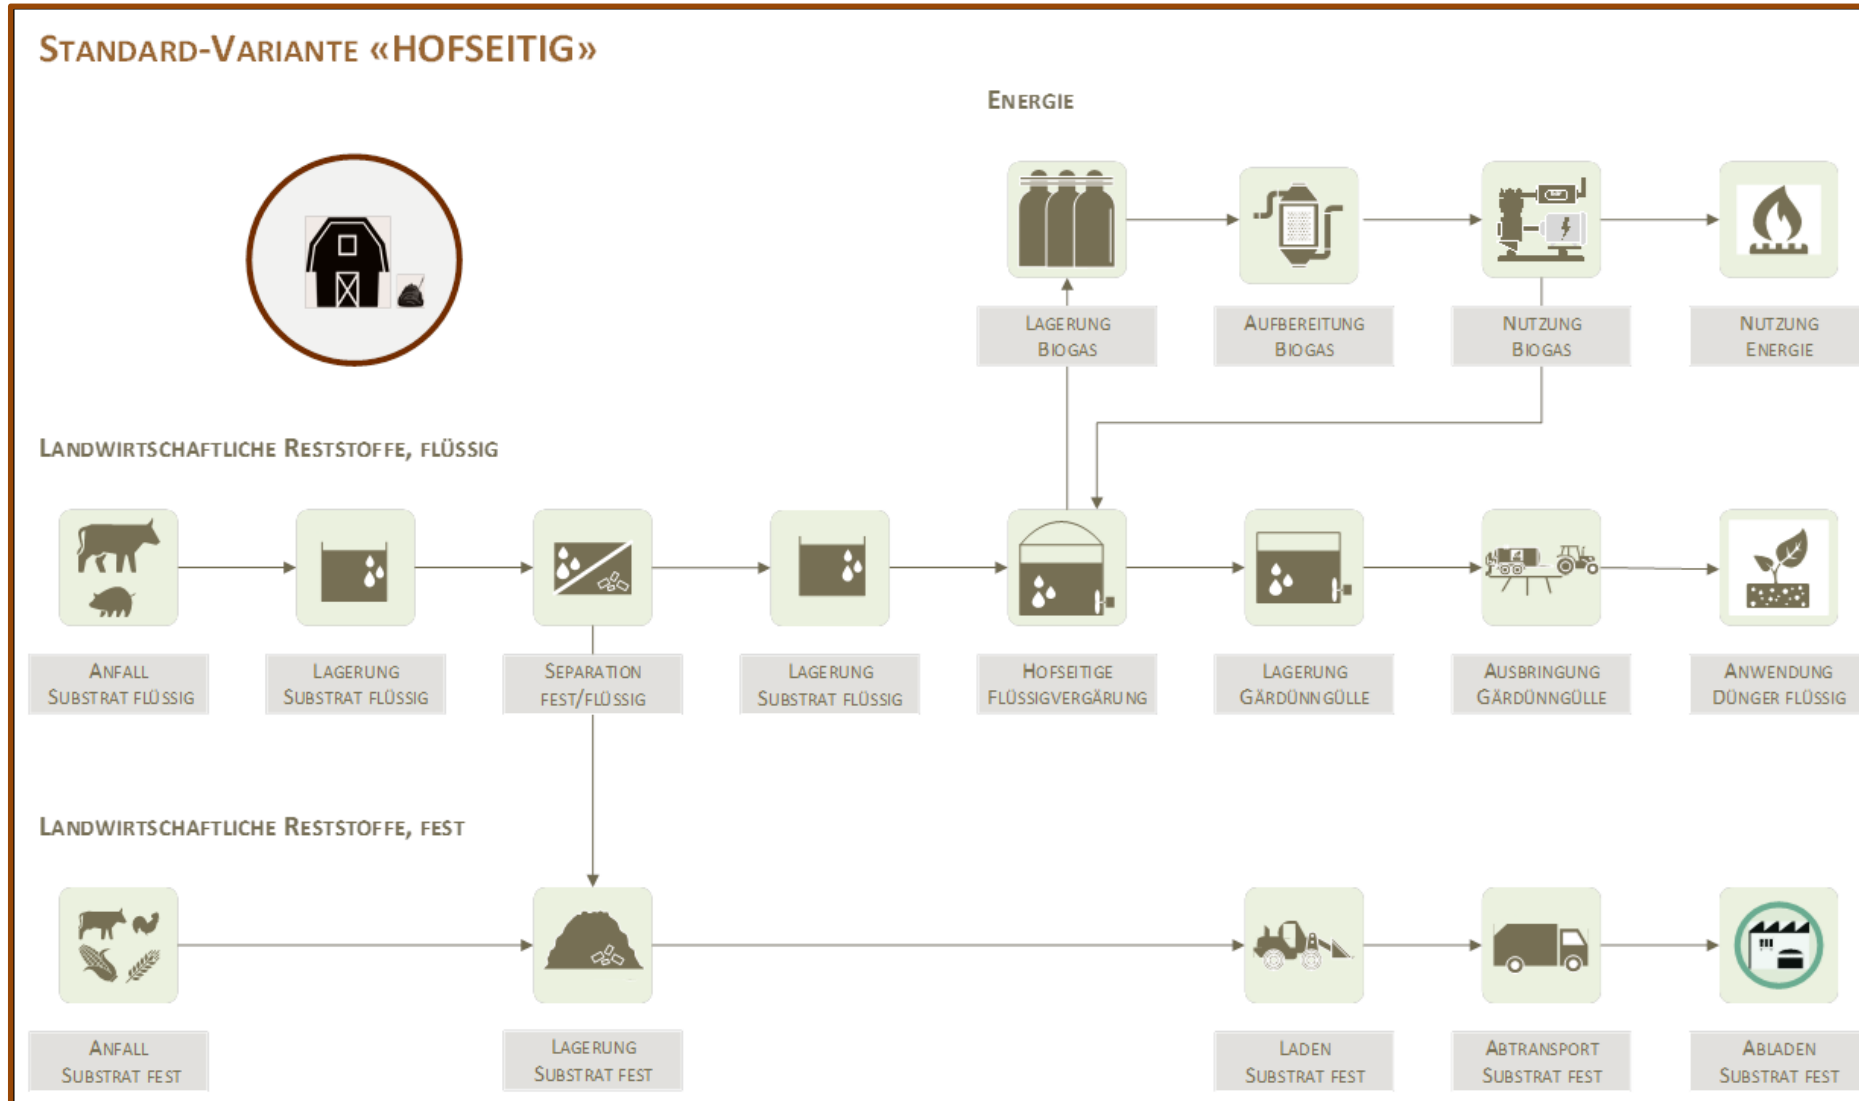 STANDARD-VARIANTE «HOFSEITIG»
ENERGIE
LAGERUNG
BIOGAS
AUFBEREITUNG
BIOGAS
NUTZUNG
BIOGAS
NUTZUNG
ENERGIE
LANDWIRTSCHAFTLICHE RESTSTOFFE, FLÜSSIG
ANFALL
SUBSTRAT FLÜSSIG
LAGERUNG
SUBSTRAT FLÜSSIG
SEPARATION
FEST/FLÜSSIG
LAGERUNG
SUBSTRAT FLÜSSIG
HOFSEITIGE
FLÜSSIGVERGÄRUNG
LAGERUNG
GÄRDÜNNGÜLLE
AUSBRINGUNG
GÄRDÜNNGÜLLE
ANWENDUNG
DÜNGER FLÜSSIG
LANDWIRTSCHAFTLICHE RESTSTOFFE, FEST
ANFALL
SUBSTRAT FEST
LAGERUNG
SUBSTRAT FEST
LADEN
SUBSTRAT FEST
ABTRANSPORT
SUBSTRAT FEST
ABLADEN
SUBSTRAT FEST